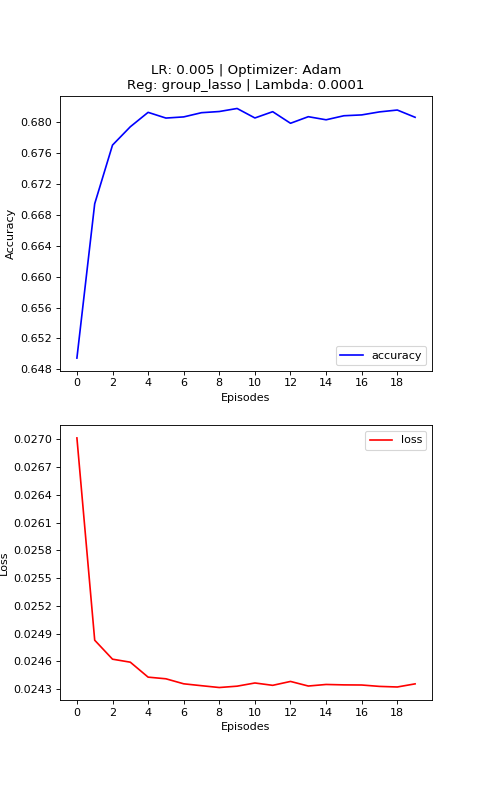 LR: 0.005 | Optimizer: Adam
Reg: group_lasso | Lambda: 0.0001
0.680
0.676
0.672
0.668
0.664
0.660
0.656
0.652
0.648
Accuracy
accuracy
0 2 4 6 8 10 12 14 16 18
Episodes
0.0270
0.0267
0.0264
0.0261
0.0258
0.0255
0.0252
0.0249
0.0246
0.0243
Loss
loss
0 2 4 6 8 10 12 14 16 18
Episodes